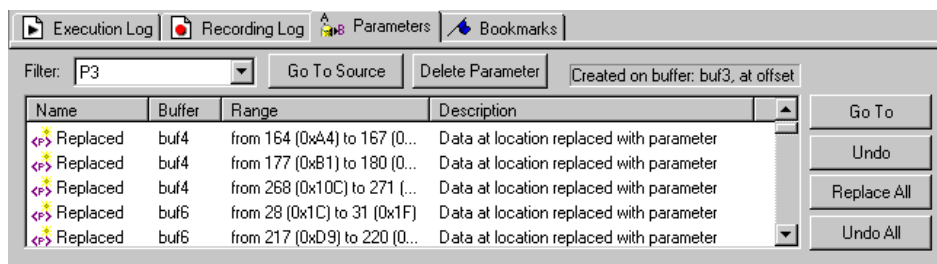 Execution Log Recording Log A B Parameters Bookmarks
Filter: P3 Go To Source Delete Parameter Created on buffer: buf3, at offset
Name Buffer Range Description
<P> Replaced buf4 from 164 (0xA4) to 167 (0... Data at location replaced with parameter
<P> Replaced buf4 from 177 (0xB1) to 180 (0... Data at location replaced with parameter
<P> Replaced buf4 from 268 (0x10C) to 271 (... Data at location replaced with parameter
<P> Replaced buf6 from 28 (0x1C) to 31 (0x1F) Data at location replaced with parameter
<P> Replaced buf6 from 217 (0xD9) to 220 (0... Data at location replaced with parameter
Go To
Undo
Replace All
Undo All